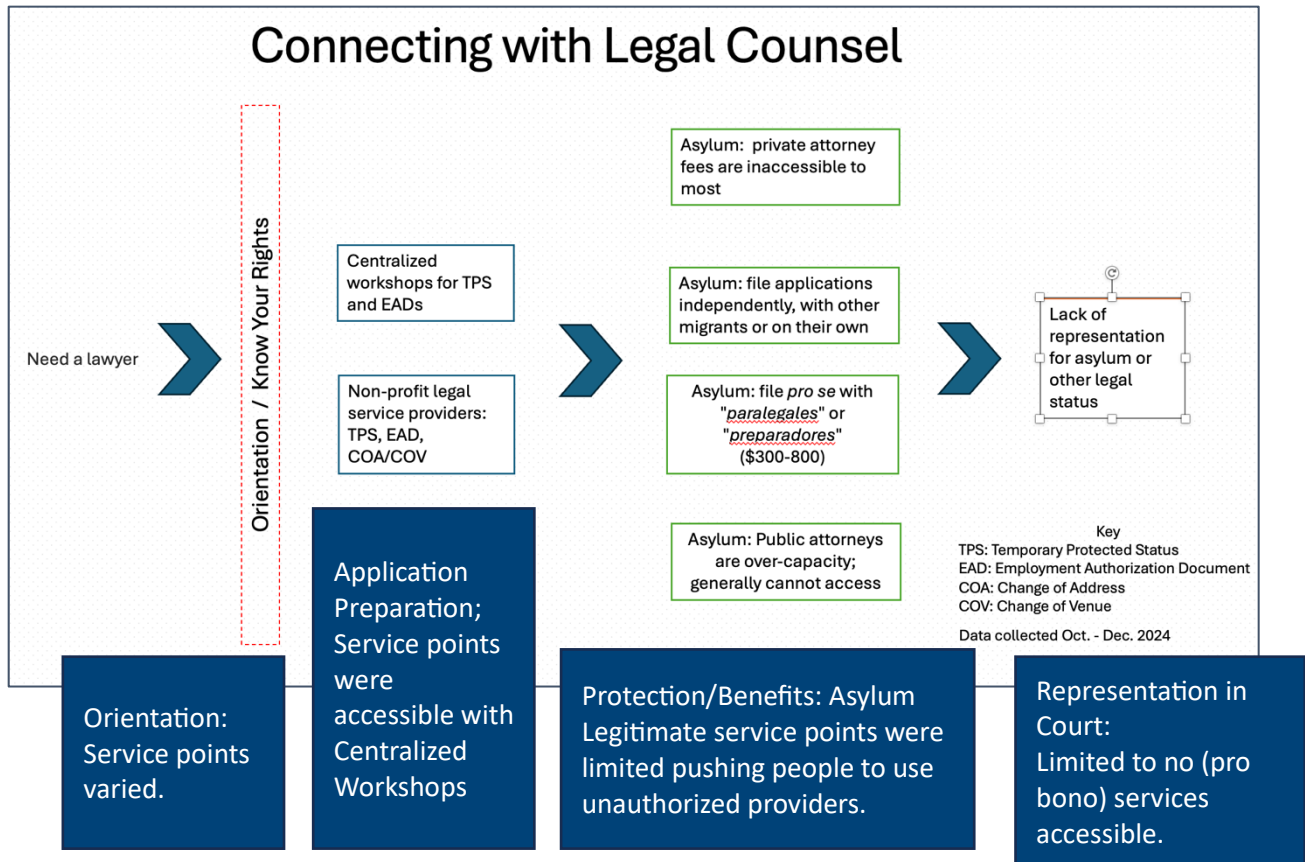 Connecting with Legal Counsel
Need a lawyer
Orientation / Know Your Rights
Centralized
workshops for TPS
and EADs
Non-profit legal
service providers:
TPS, EAD,
COA/COV
Asylum: private attorney
fees are inaccessible to
most
Asylum: file applications
independently, with other
migrants or on their own
Asylum: file pro se with
"paralegales" or
"preparadores"
($300-800)
Asylum: Public attorneys
are over-capacity;
generally cannot access
Lack of
representation
for asylum or
other legal
status
Key
TPS: Temporary Protected Status
EAD: Employment Authorization Document
COA: Change of Address
COV: Change of Venue
Data collected Oct. - Dec. 2024
Orientation:
Service points
varied.
Application
Preparation;
Service points
were
accessible with
Centralized
Workshops
Protection/Benefits: Asylum
Legitimate service points were
limited pushing people to use
unauthorized providers.
Representation in
Court:
Limited to no (pro
bono) services
accessible.